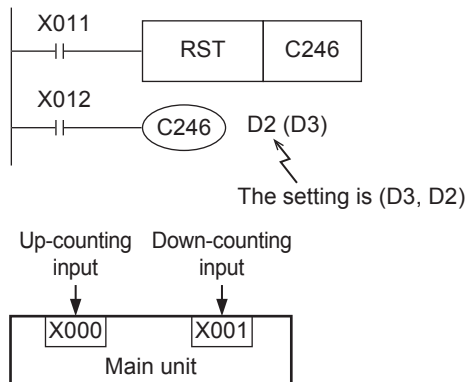 X011
RST C246
X012
C246 D2 (D3)
The setting is (D3, D2)
Up-counting Down-counting
input input
X000 X001
Main unit